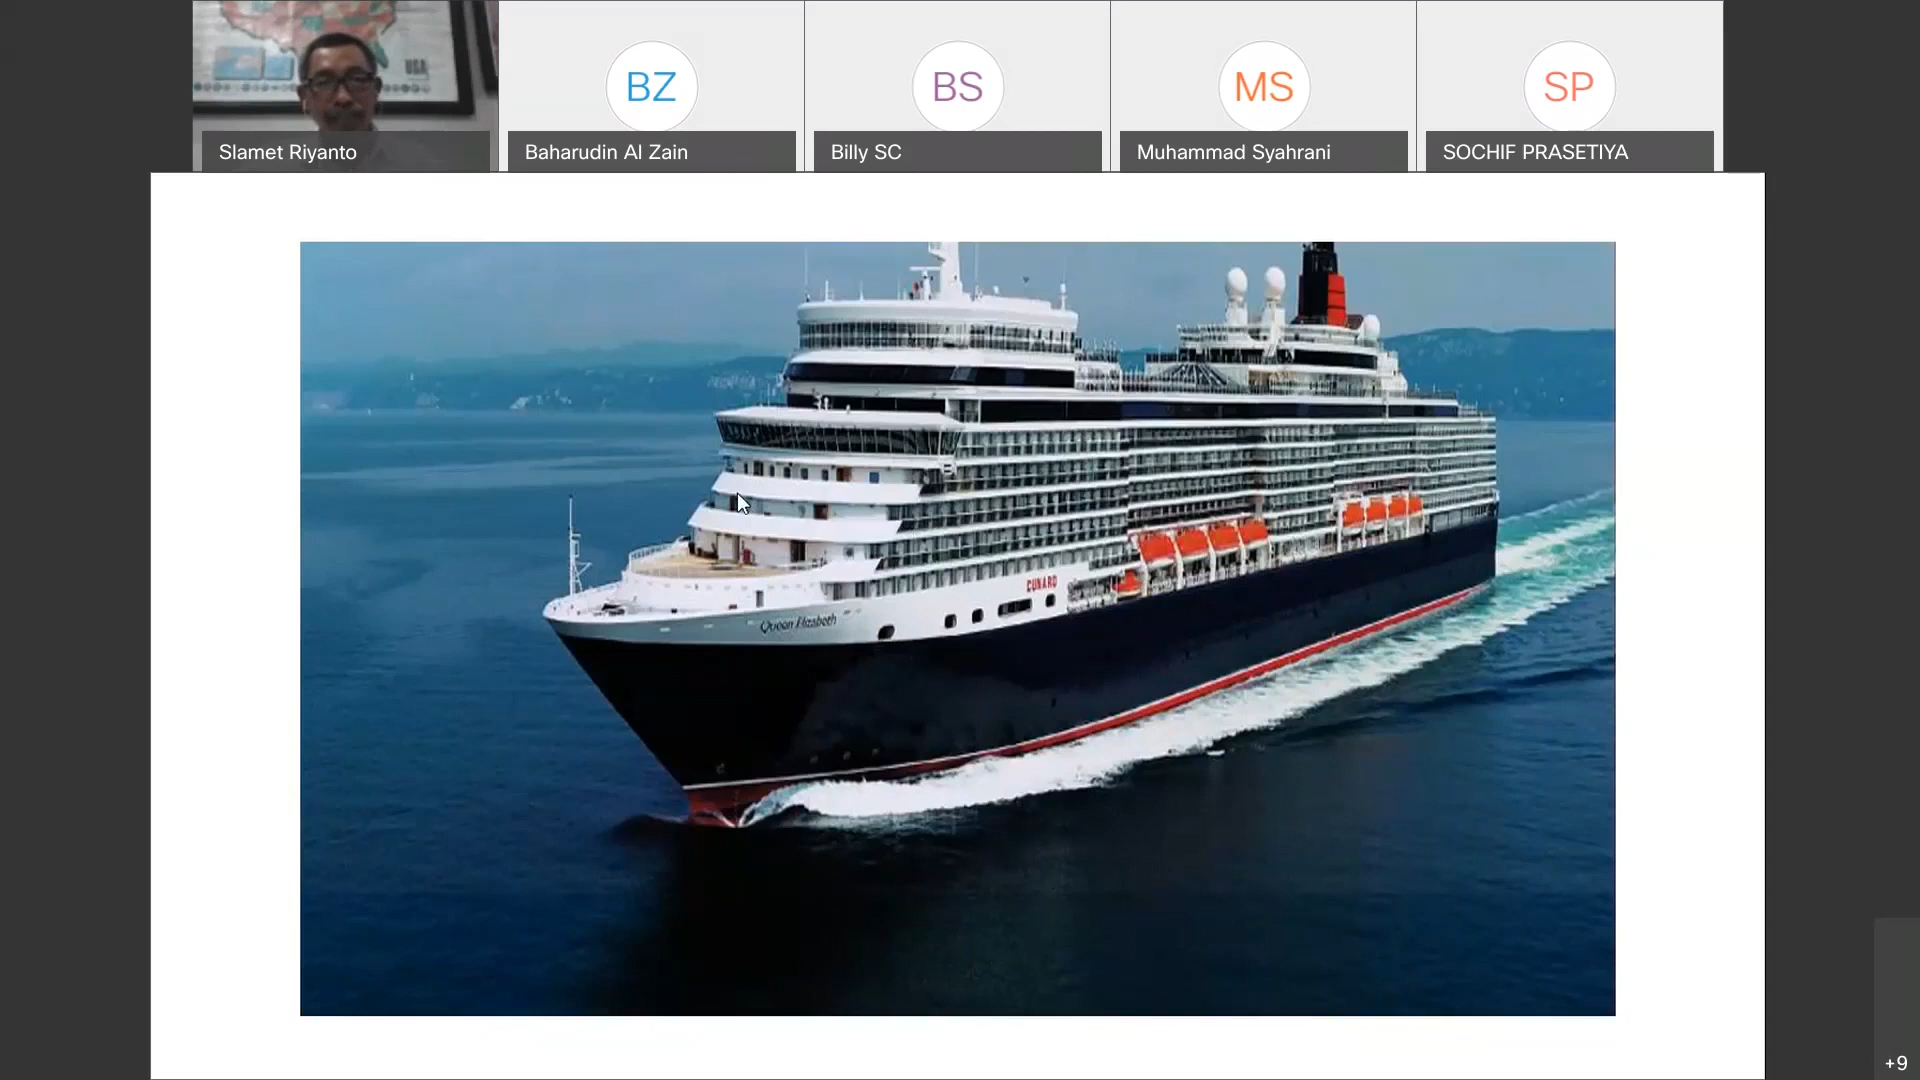 USA
Slamet Riyanto
BZ
Baharudin Al Zain
BS
Billy SC
MS
Muhammad Syahrani
SP
SOCHIF PRASETIYA
CUNARD
Queen Elizabeth
+9